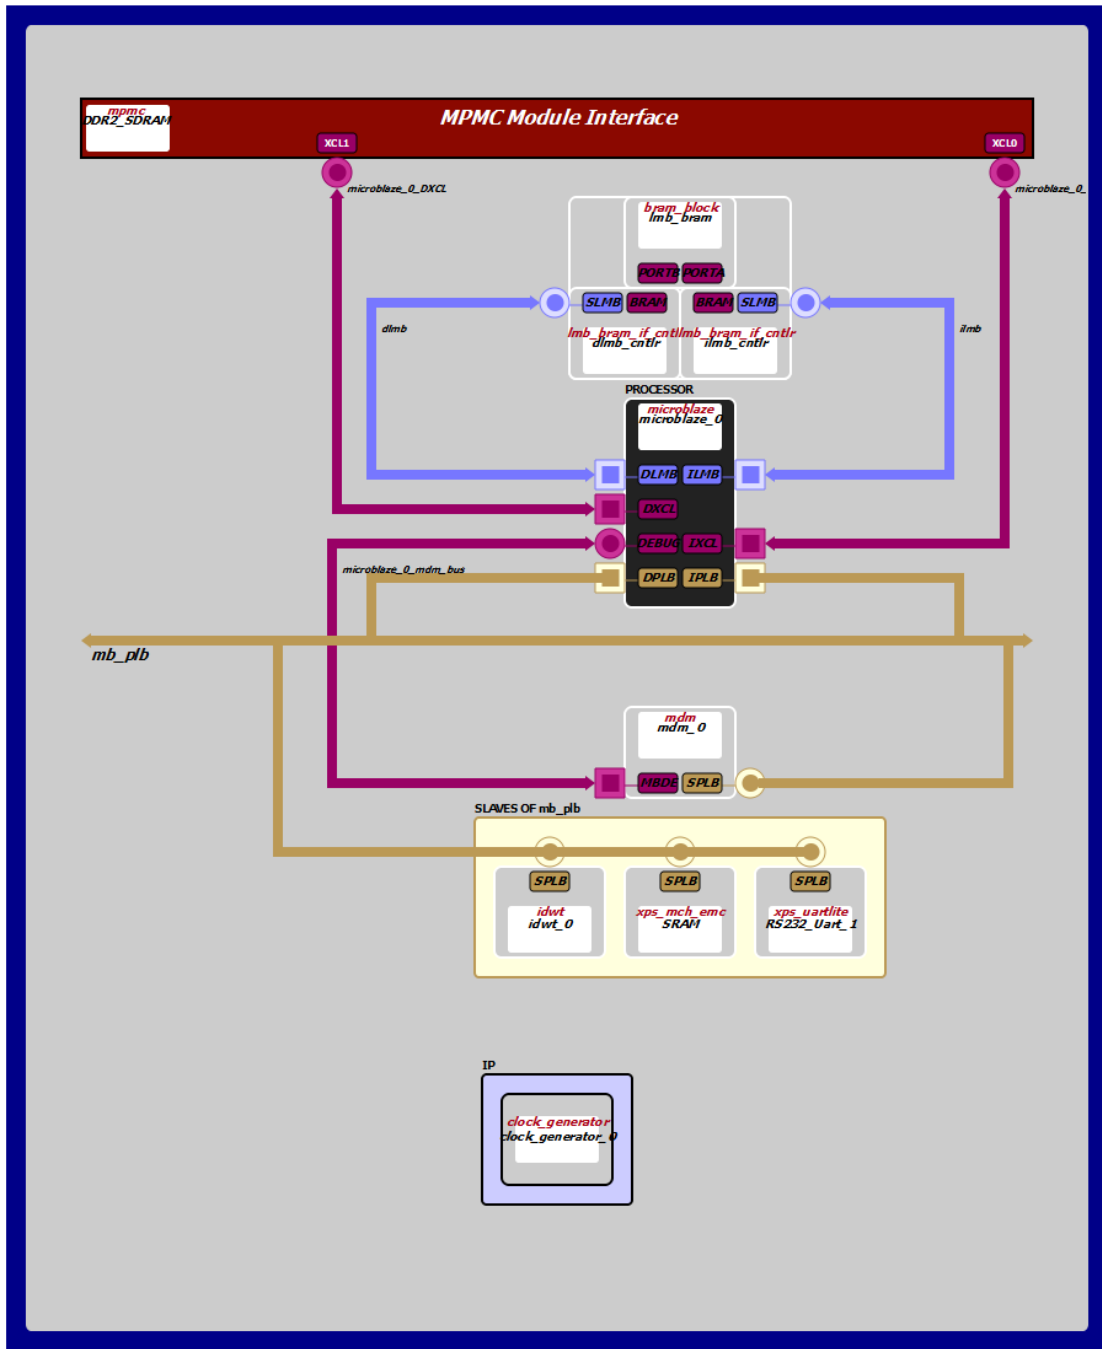 mpmc
DDR2_SDRAM
MPMC Module Interface
XCL1
XCL0
microblaze_0_DXCL
microblaze_0_
bram_block
lmb_bram
PORTB PORTA
SLMB BRAM BRAM SLMB
lmb_bram_if_cntlr lmb_bram_if_cntlr
dlmb_cntlr ilmb_cntlr
dlmb
ilmb
PROCESSOR
microblaze
microblaze_0
DLMB ILMB
DXCL
DEBUG IXCL
microblaze_0_mdm_bus
DPLB IPLB
mb_plb
mdm
mdm_0
MBDE SPLB
SLAVES OF mb_plb
SPLB SPLB SPLB
idwt xps_mch_emc xps_uartlite
idwt_0 SRAM RS232_Uart_1
IP
clock_generator
clock_generator_0